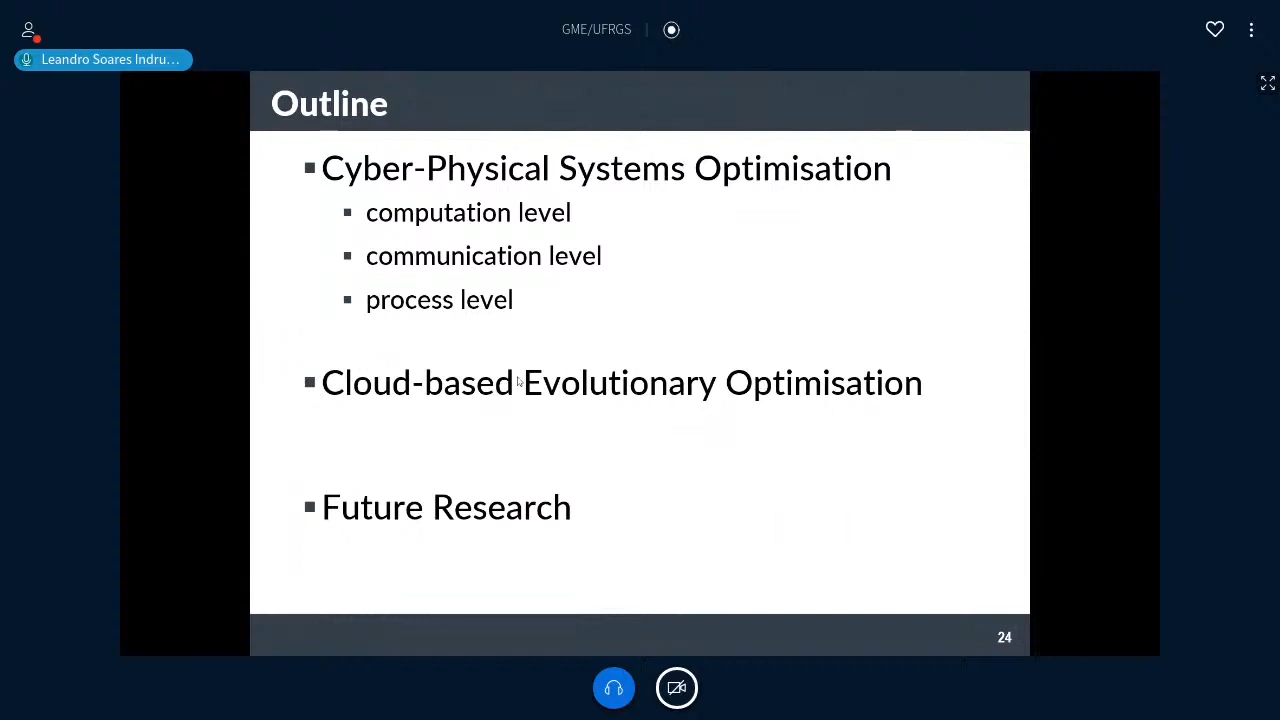 GME/UFRGS
Leandro Soares Indru...
Outline
Cyber-Physical Systems Optimisation
computation level
communication level
process level
Cloud-based Evolutionary Optimisation
Future Research
24